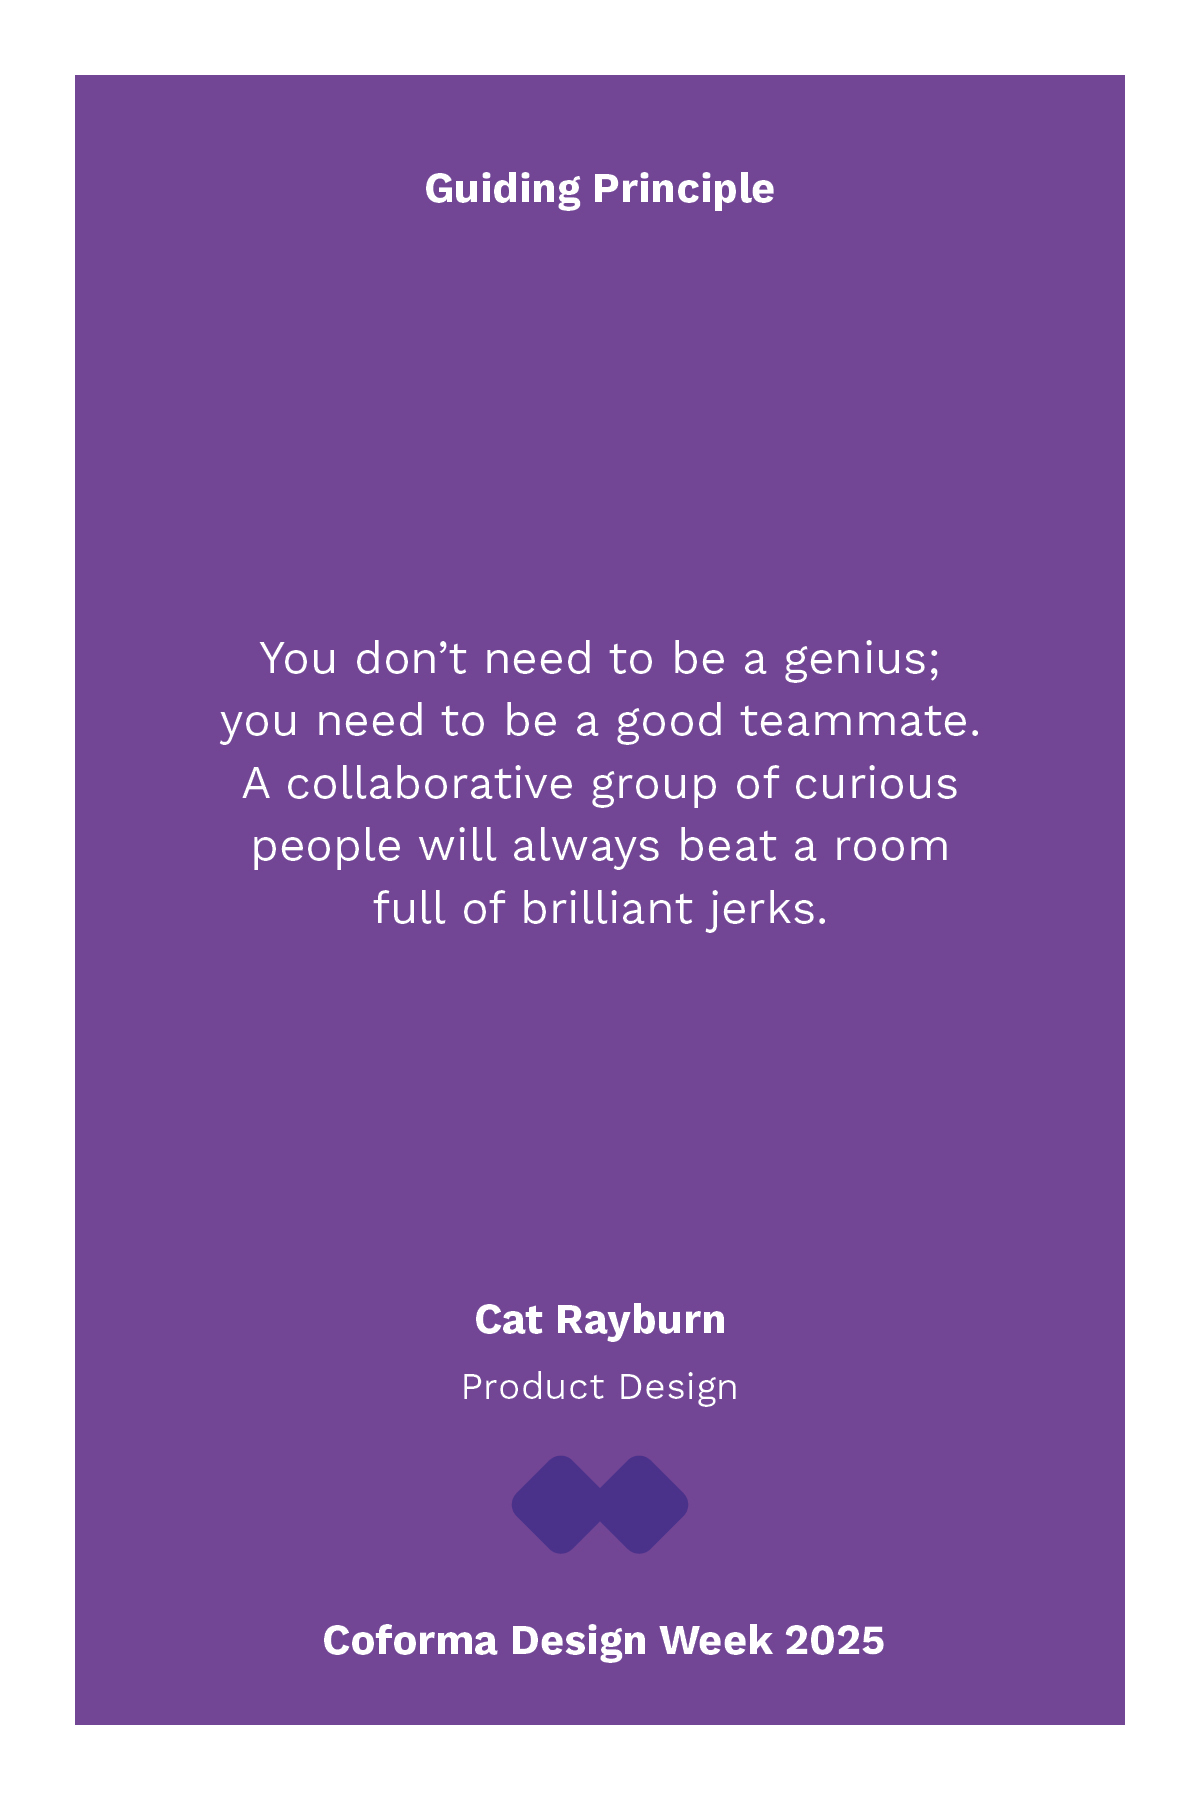 Guiding Principle
You don’t need to be a genius;
you need to be a good teammate.
A collaborative group of curious
people will always beat a room
full of brilliant jerks.
Cat Rayburn
Product Design
Coforma Design Week 2025